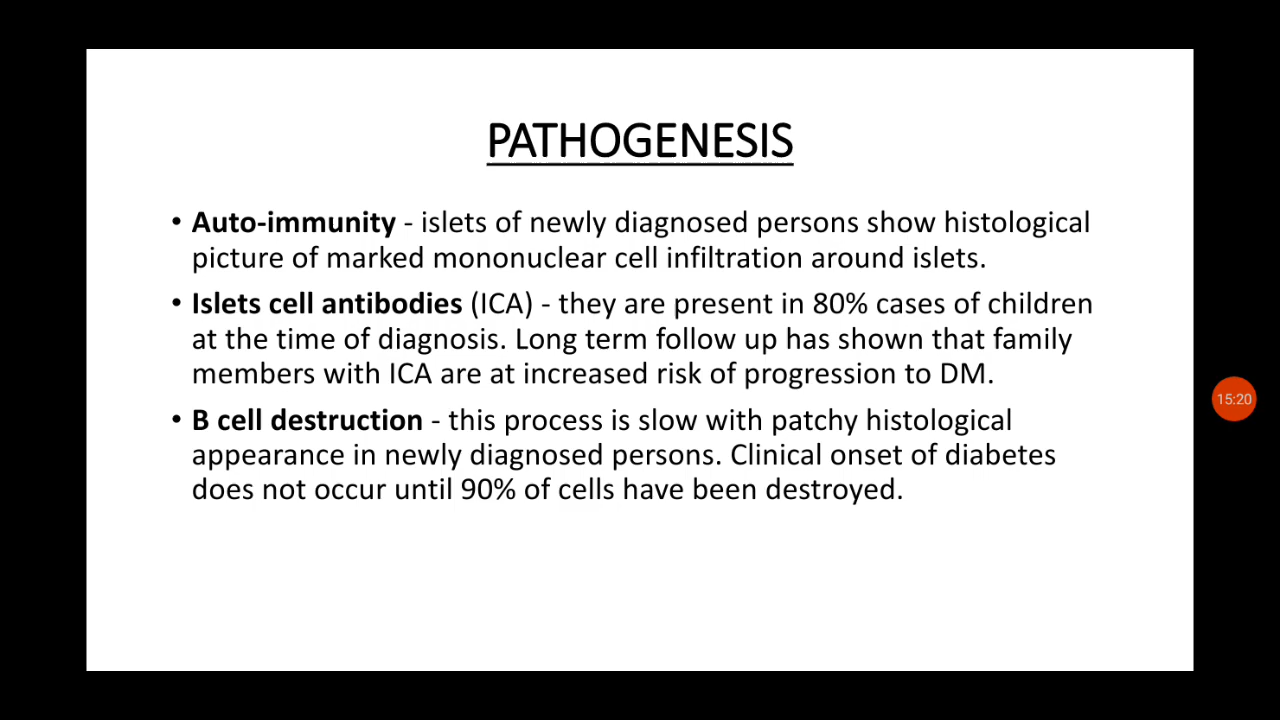 PATHOGENESIS
• Auto-immunity - islets of newly diagnosed persons show histological
picture of marked mononuclear cell infiltration around islets.
• Islets cell antibodies (ICA) - they are present in 80% cases of children
at the time of diagnosis. Long term follow up has shown that family
members with ICA are at increased risk of progression to DM.
• B cell destruction - this process is slow with patchy histological
appearance in newly diagnosed persons. Clinical onset of diabetes
does not occur until 90% of cells have been destroyed.
15:20